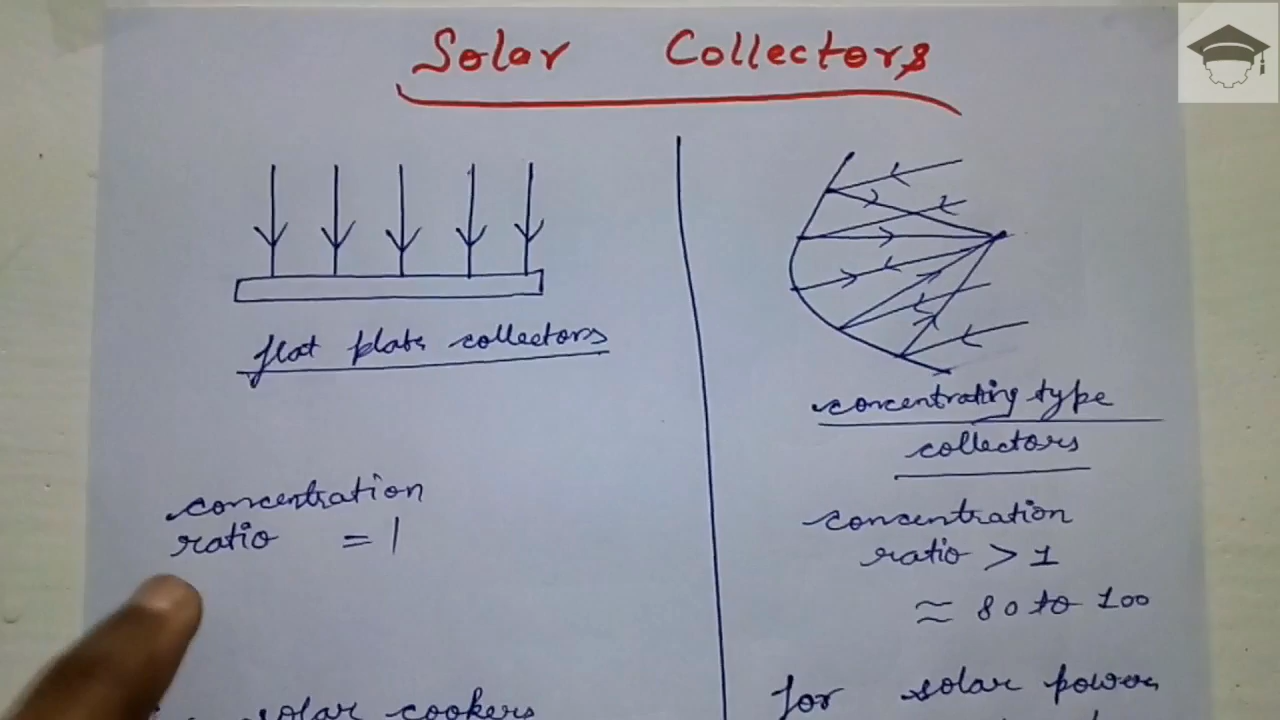 Solar Collectors
flat plate collectors
concentration
ratio = 1
solar cookers
concentrating type
collectors
concentration
ratio > 1
≈ 80 to 100
for solar power